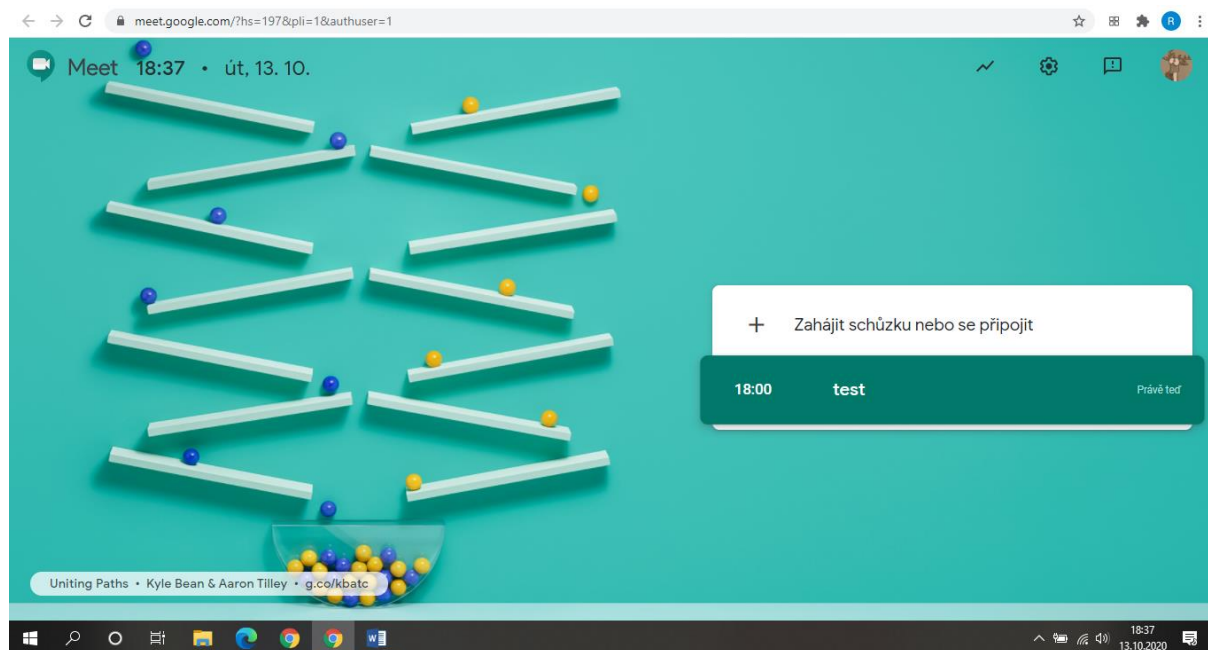 meet.google.com/?hs=197&pli=1&authuser=1
R
Meet 18:37 • út, 13. 10.
Zahájit schůzku nebo se připojit
18:00 test Právě teď
Uniting Paths • Kyle Bean & Aaron Tilley • g.co/kbatc
18:37
13.10.2020